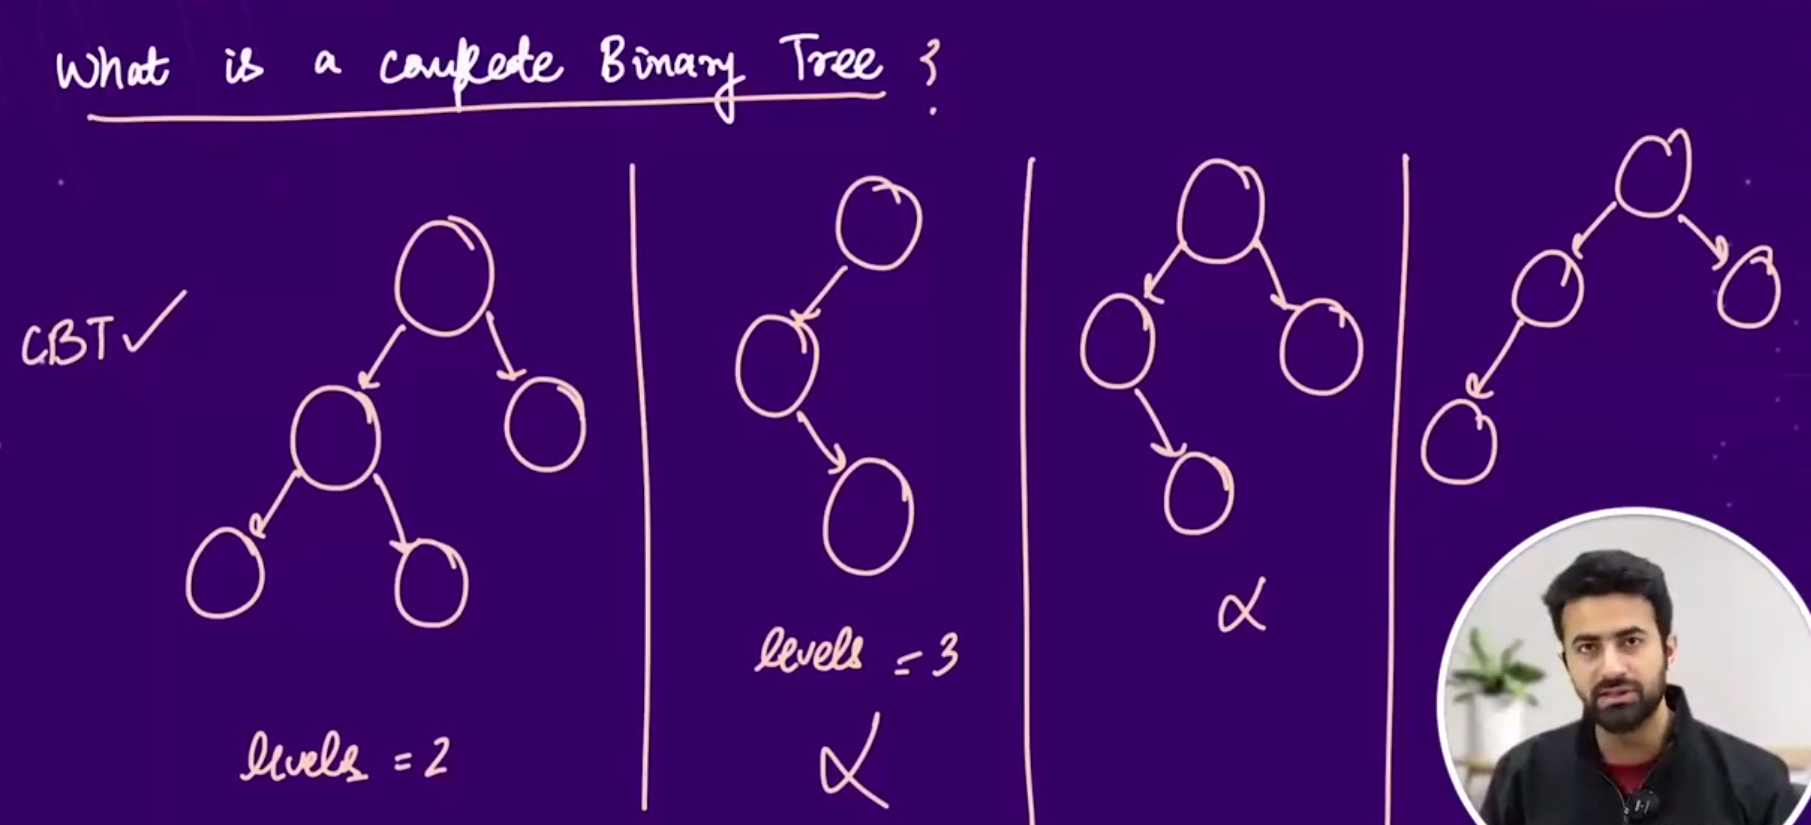 What is a complete Binary Tree ?
CBT ✓
levels = 2
levels = 3